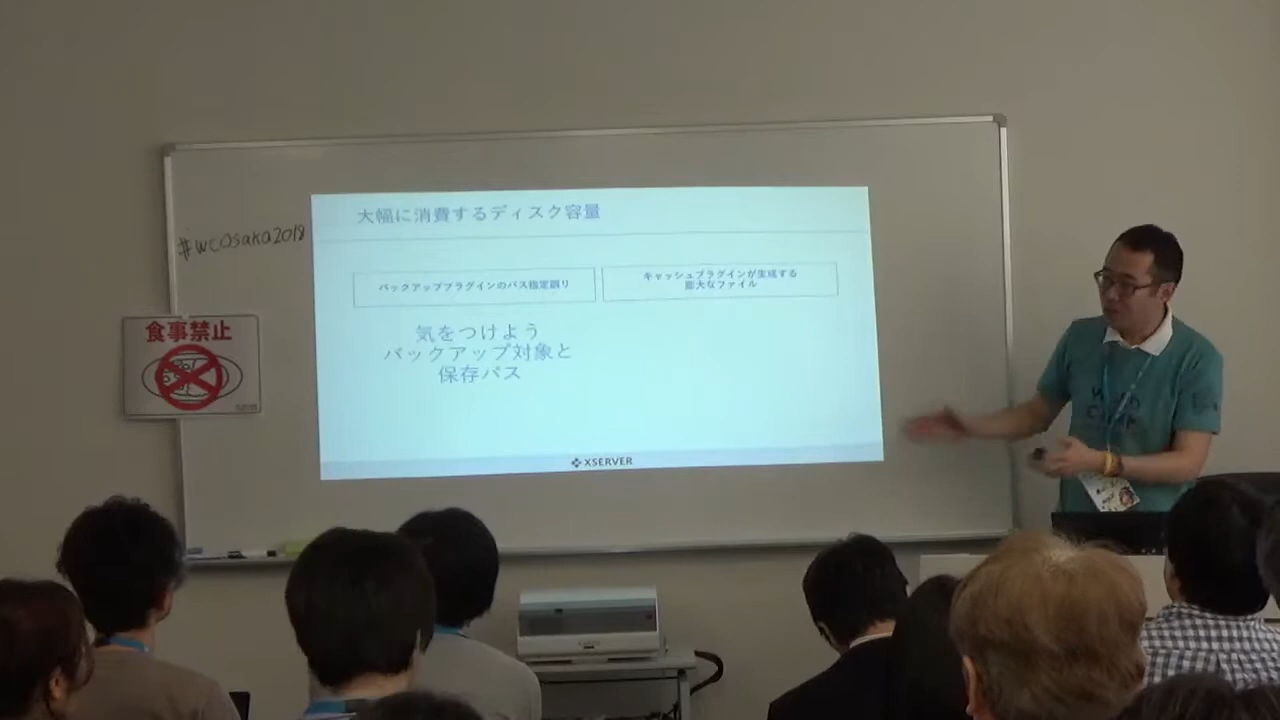 大幅に消費するディスク容量
#wcosaka2018
バックアッププラグインのパス指定誤り
キャッシュプラグインが生成する
膨大なファイル
気をつけよう
バックアップ対象と
保存パス
食事禁止
XSERVER